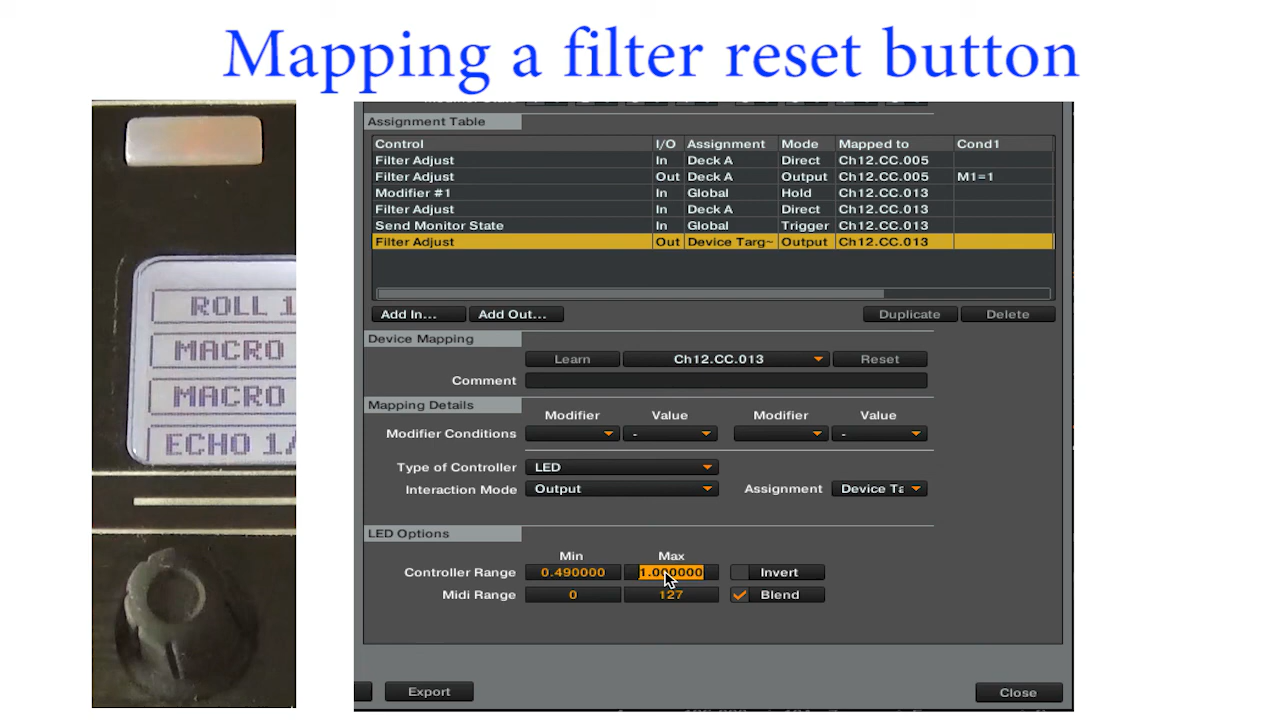 Mapping a filter reset button
ROLL 1
MACRO
MACRO
ECHO 1/
Assignment Table
Control I/O Assignment Mode Mapped to Cond1
Filter Adjust In Deck A Direct Ch12.CC.005
Filter Adjust Out Deck A Output Ch12.CC.005 M1=1
Modifier #1 In Global Hold Ch12.CC.013
Filter Adjust In Deck A Direct Ch12.CC.013
Send Monitor State In Global Trigger Ch12.CC.013
Filter Adjust Out Device Targ~ Output Ch12.CC.013
Add In... Add Out... Duplicate Delete
Device Mapping
Learn Ch12.CC.013 Reset
Comment
Mapping Details
Modifier Value Modifier Value
Modifier Conditions - -
Type of Controller LED
Interaction Mode Output Assignment Device Ta
LED Options
Min Max
Controller Range 0.490000 1.000000 Invert
Midi Range 0 127 Blend
Export Close